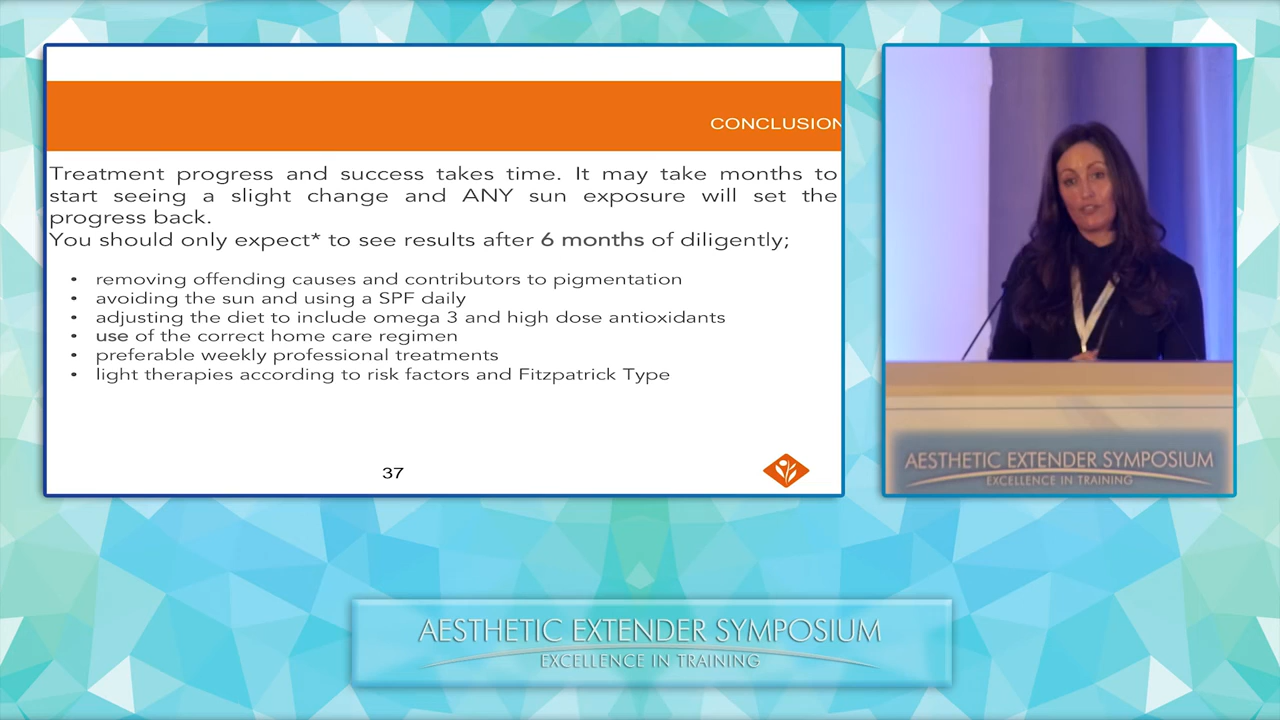 CONCLUSION
Treatment progress and success takes time. It may take months to
start seeing a slight change and ANY sun exposure will set the
progress back.
You should only expect* to see results after 6 months of diligently;
• removing offending causes and contributors to pigmentation
• avoiding the sun and using a SPF daily
• adjusting the diet to include omega 3 and high dose antioxidants
• use of the correct home care regimen
• preferable weekly professional treatments
• light therapies according to risk factors and Fitzpatrick Type
37
AESTHETIC EXTENDER SYMPOSIUM
EXCELLENCE IN TRAINING
AESTHETIC EXTENDER SYMPOSIUM
EXCELLENCE IN TRAINING